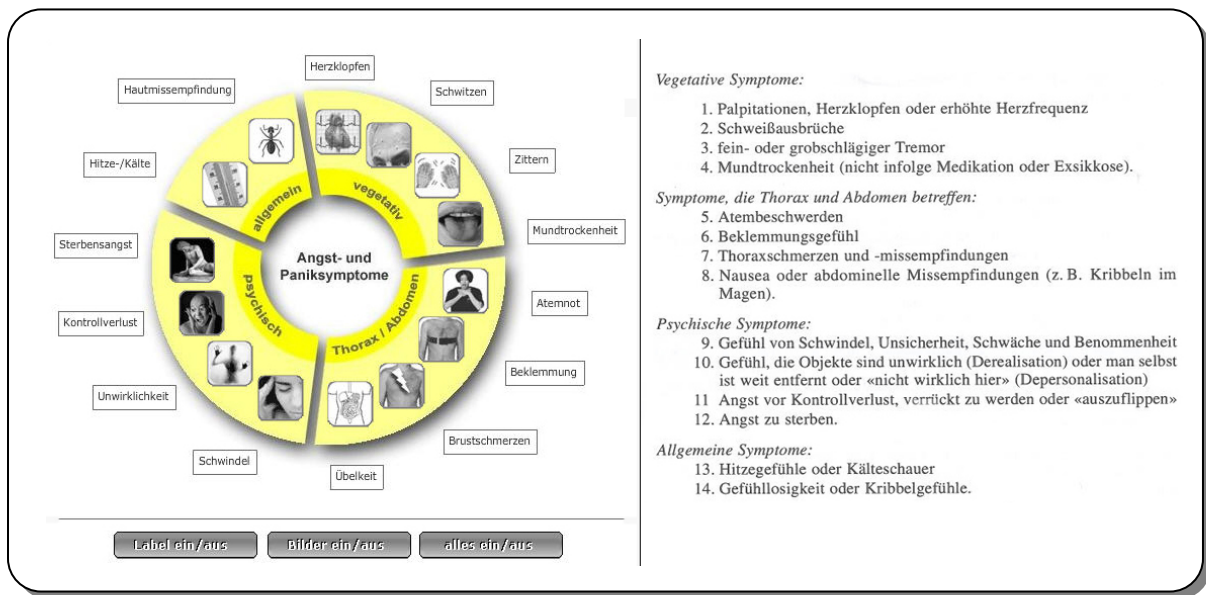 Herzklopfen
Hautmissempfindung
Schwitzen
Hitze-/Kälte
Zittern
Sterbensangst
Mundtrockenheit
Kontrollverlust
Atemnot
Unwirklichkeit
Beklemmung
Schwindel
Brustschmerzen
Übelkeit
allgemein
vegetativ
psychisch
Thorax / Abdomen
Angst- und
Paniksymptome
Label ein/aus
Bilder ein/aus
alles ein/aus
Vegetative Symptome:
1. Palpitationen, Herzklopfen oder erhöhte Herzfrequenz
2. Schweißausbrüche
3. fein- oder grobschlägiger Tremor
4. Mundtrockenheit (nicht infolge Medikation oder Exsikkose).
Symptome, die Thorax und Abdomen betreffen:
5. Atembeschwerden
6. Beklemmungsgefühl
7. Thoraxschmerzen und -missempfindungen
8. Nausea oder abdominelle Missempfindungen (z. B. Kribbeln im
Magen).
Psychische Symptome:
9. Gefühl von Schwindel, Unsicherheit, Schwäche und Benommenheit
10. Gefühl, die Objekte sind unwirklich (Derealisation) oder man selbst
ist weit entfernt oder «nicht wirklich hier» (Depersonalisation)
11 Angst vor Kontrollverlust, verrückt zu werden oder «auszuflippen»
12. Angst zu sterben.
Allgemeine Symptome:
13. Hitzegefühle oder Kälteschauer
14. Gefühllosigkeit oder Kribbelgefühle.